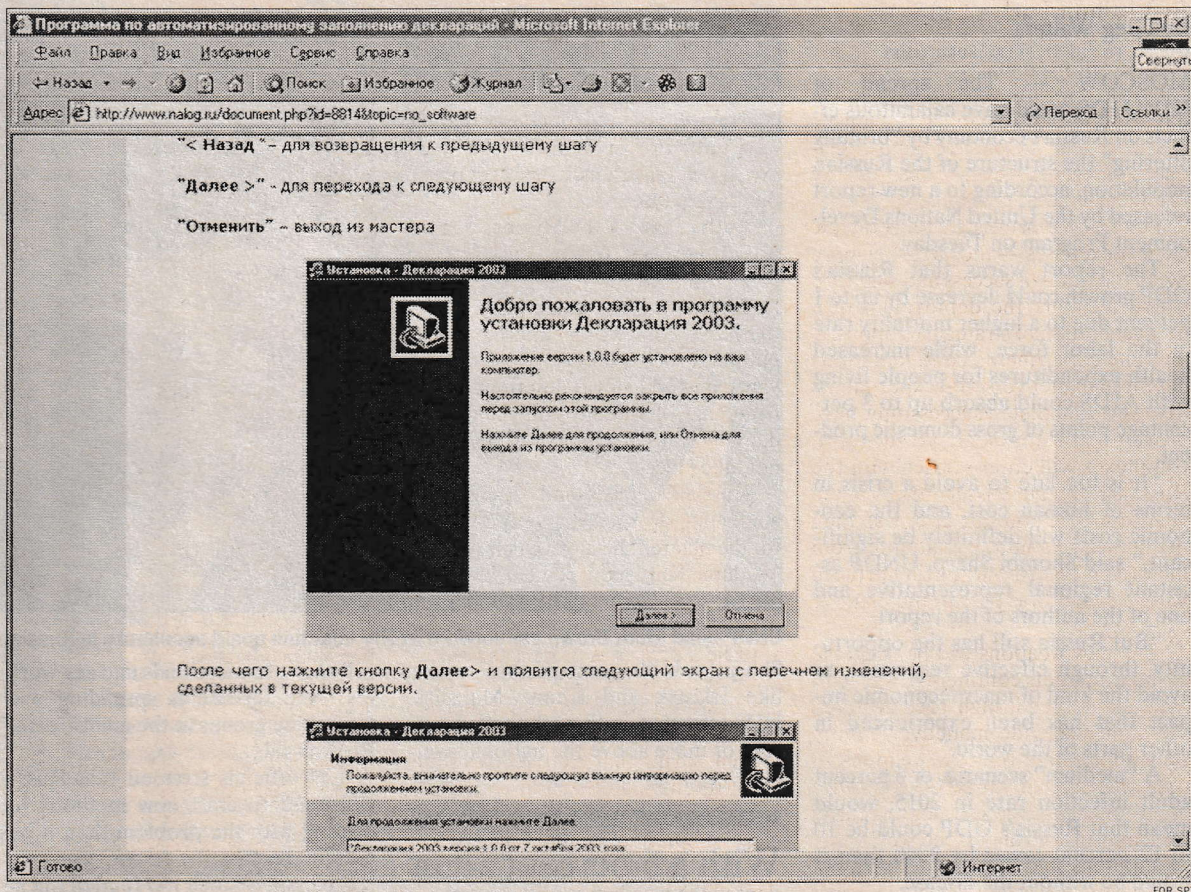 Программа по автоматизированному заполнению деклараций - Microsoft Internet Explorer
Файл Правка Вид Избранное Сервис Справка
Свернуть
Назад Поиск Избранное Журнал
Адрес http://www.nalog.ru/document.php?id=8814&topic=no_software Переход Ссылки »
"< Назад "– для возвращения к предыдущему шагу
"Далее >" - для перехода к следующему шагу
"Отменить" – выход из мастера
Установка - Декларация 2003
Добро пожаловать в программу
установки Декларация 2003.
Приложение версии 1.0.0 будет установлено на ваш
компьютер.
Настоятельно рекомендуется закрыть все приложения
перед запуском этой программы.
Нажмите Далее для продолжения, или Отмена для
выхода из программы установки.
Далее > Отмена
После чего нажмите кнопку Далее> и появится следующий экран с перечнем изменений,
сделанных в текущей версии.
Установка - Декларация 2003
Информация
Пожалуйста, внимательно прочтите следующую важную информацию перед
продолжением установки.
Для продолжения установки нажмите Далее.
"Декларация 2003 версия 1.0.0 от 7 октября 2003 года
Готово Интернет
FOR SP